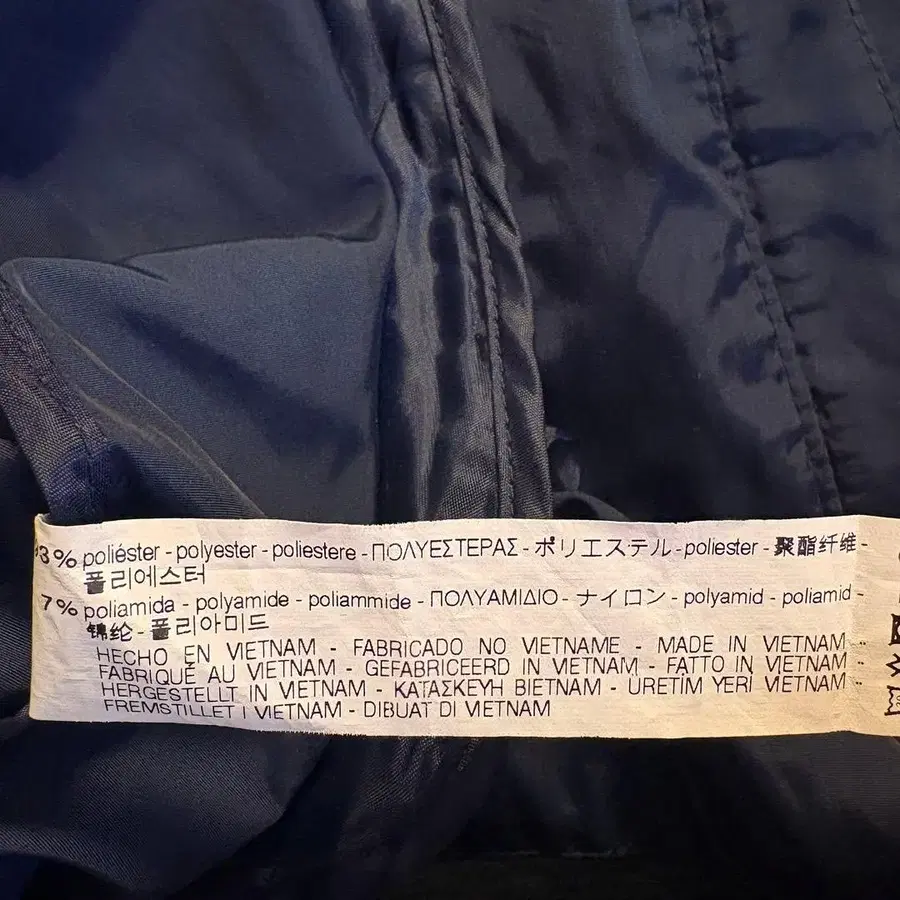 3% poliéster - polyester - poliestere - ΠΟΛΥΕΣΤΕΡΑΣ - ポリエステル - poliester - 聚酯纤维 -
폴리에스터
7% poliamida - polyamide - poliammide - ΠΟΛΥΑΜΙΔΙΟ - ナイロン - polyamid - poliamid -
锦纶 - 폴리아미드
HECHO EN VIETNAM - FABRICADO NO VIETNAME - MADE IN VIETNAM -
FABRIQUÉ AU VIETNAM - GEFABRICEERD IN VIETNAM - FATTO IN VIETNAM -
HERGESTELLT IN VIETNAM - ΚΑΤΑΣΚΕΥΗ ΒΙΕΤΝΑΜ - ÜRETİM YERİ VIETNAM -
FREMSTILLET I VIETNAM - DIBUAT DI VIETNAM